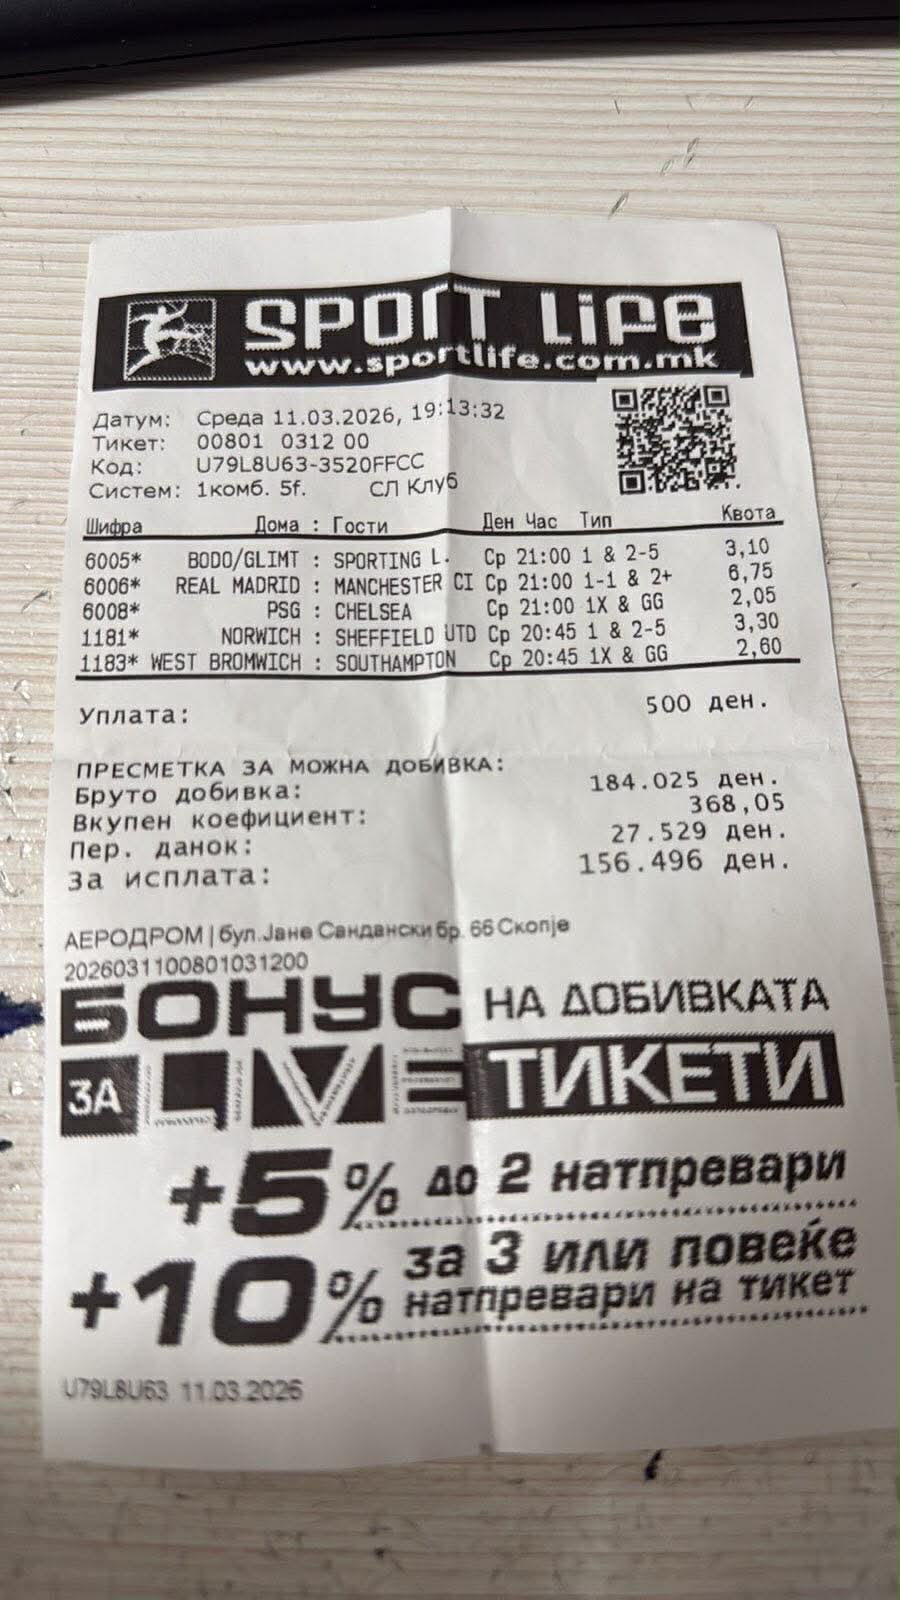 SPORT LiFe
www.sportlife.com.mk
Датум: Среда 11.03.2026, 19:13:32
Тикет: 00801 0312 00
Код: U79L8U63-3520FFCC
Систем: 1комб. 5f. СЛ Клуб
Шифра Дома : Гости Ден Час Тип Квота
6005* BODO/GLIMT : SPORTING L. Ср 21:00 1 & 2-5 3,10
6006* REAL MADRID : MANCHESTER CI Ср 21:00 1-1 & 2+ 6,75
6008* PSG : CHELSEA Ср 21:00 1X & GG 2,05
1181* NORWICH : SHEFFIELD UTD Ср 20:45 1 & 2-5 3,30
1183* WEST BROMWICH : SOUTHAMPTON Ср 20:45 1X & GG 2,60
Уплата: 500 ден.
ПРЕСМЕТКА ЗА МОЖНА ДОБИВКА:
Бруто добивка: 184.025 ден.
Вкупен коефициент: 368,05
Пер. данок: 27.529 ден.
За исплата: 156.496 ден.
АЕРОДРОМ | бул.Јане Сандански бр. 66 Скопје
2026031100801031200
БОНУС НА ДОБИВКАТА
ЗА LIVE ТИКЕТИ
+5% до 2 натпревари
+10% за 3 или повеќе
натпревари на тикет
U79L8U63 11.03.2026